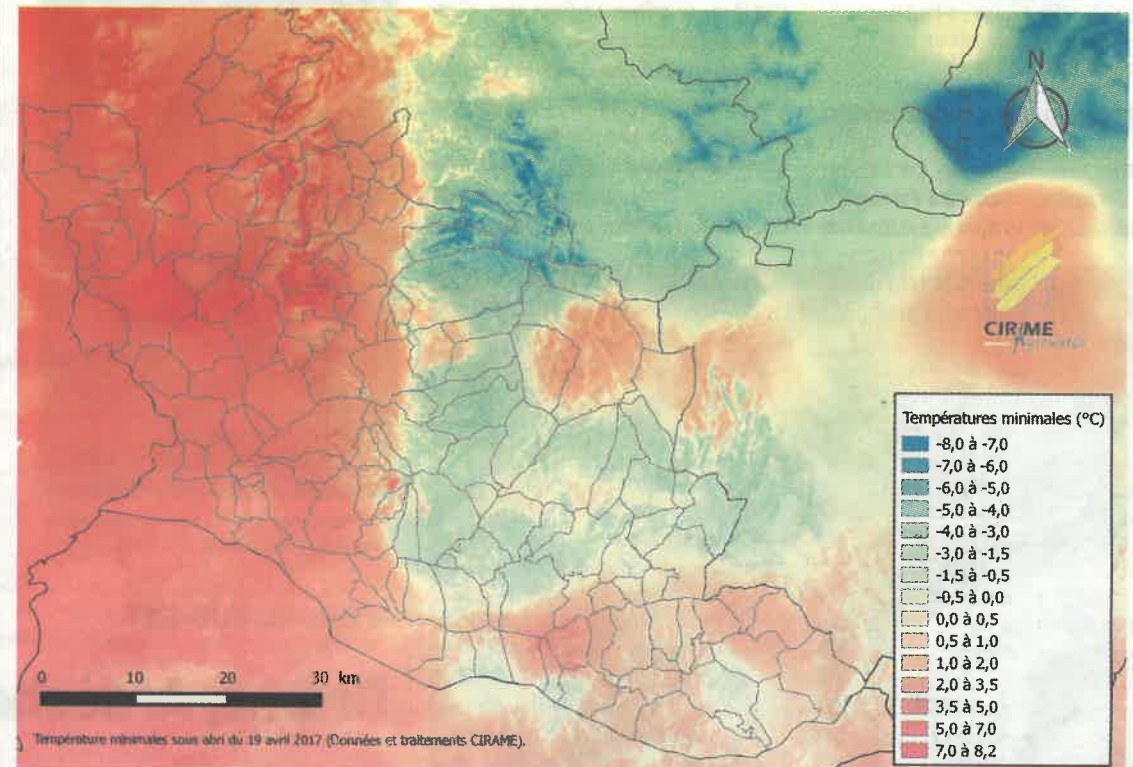 N
CIRAME
Températures minimales (°C)
-8,0 à -7,0
-7,0 à -6,0
-6,0 à -5,0
-5,0 à -4,0
-4,0 à -3,0
-3,0 à -1,5
-1,5 à -0,5
-0,5 à 0,0
0,0 à 0,5
0,5 à 1,0
1,0 à 2,0
2,0 à 3,5
3,5 à 5,0
5,0 à 7,0
7,0 à 8,2
0 10 20 30 km
Température minimales sous abri du 19 avril 2017 (Données et traitements CIRAME).